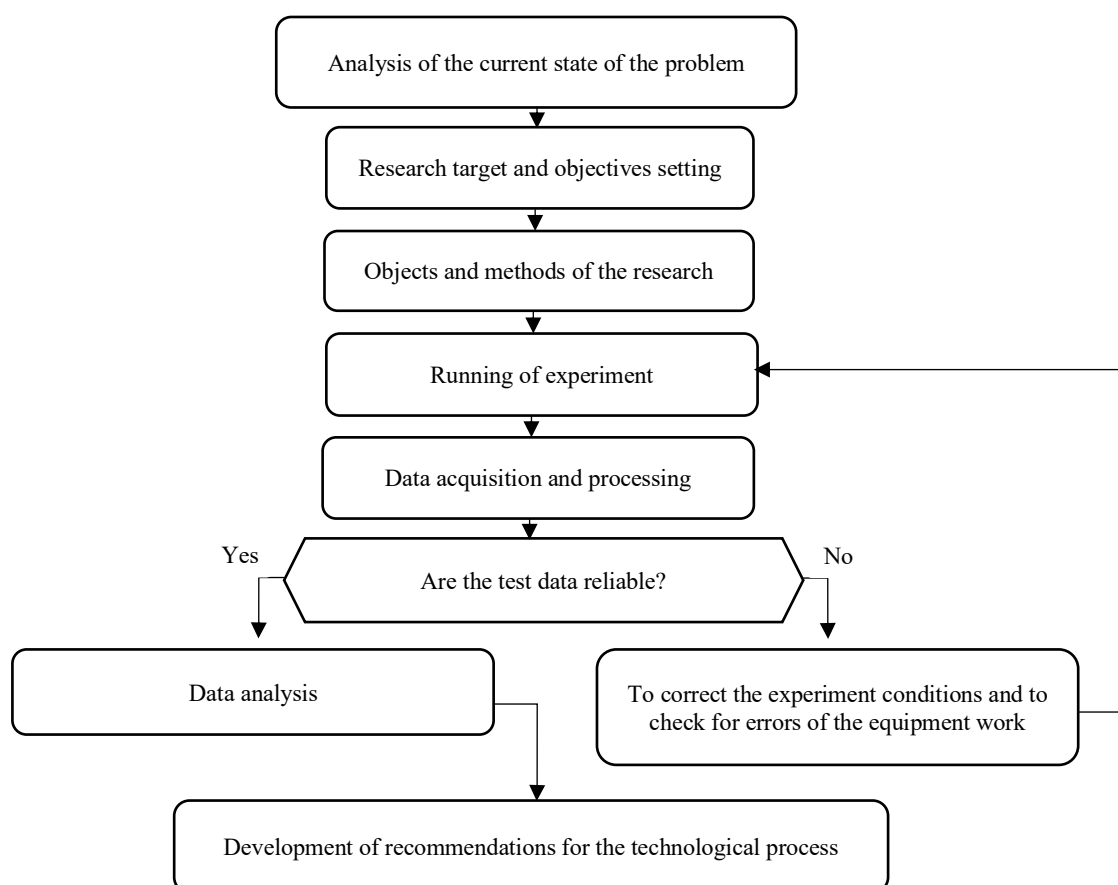 Analysis of the current state of the problem
Research target and objectives setting
Objects and methods of the research
Running of experiment
Data acquisition and processing
Yes
No
Are the test data reliable?
Data analysis
To correct the experiment conditions and to
check for errors of the equipment work
Development of recommendations for the technological process